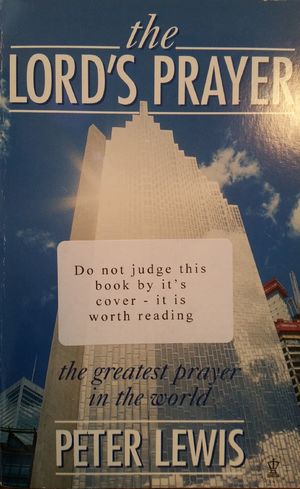 the
LORD'S PRAYER
Do not judge this
book by it's
cover - it is
worth reading
the greatest prayer
in the world
PETER LEWIS